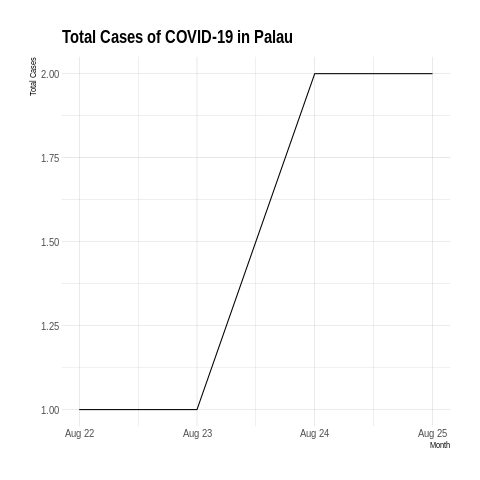 Total Cases of COVID-19 in Palau
Total Cases
2.00
1.75
1.50
1.25
1.00
Aug 22 Aug 23 Aug 24 Aug 25
Month